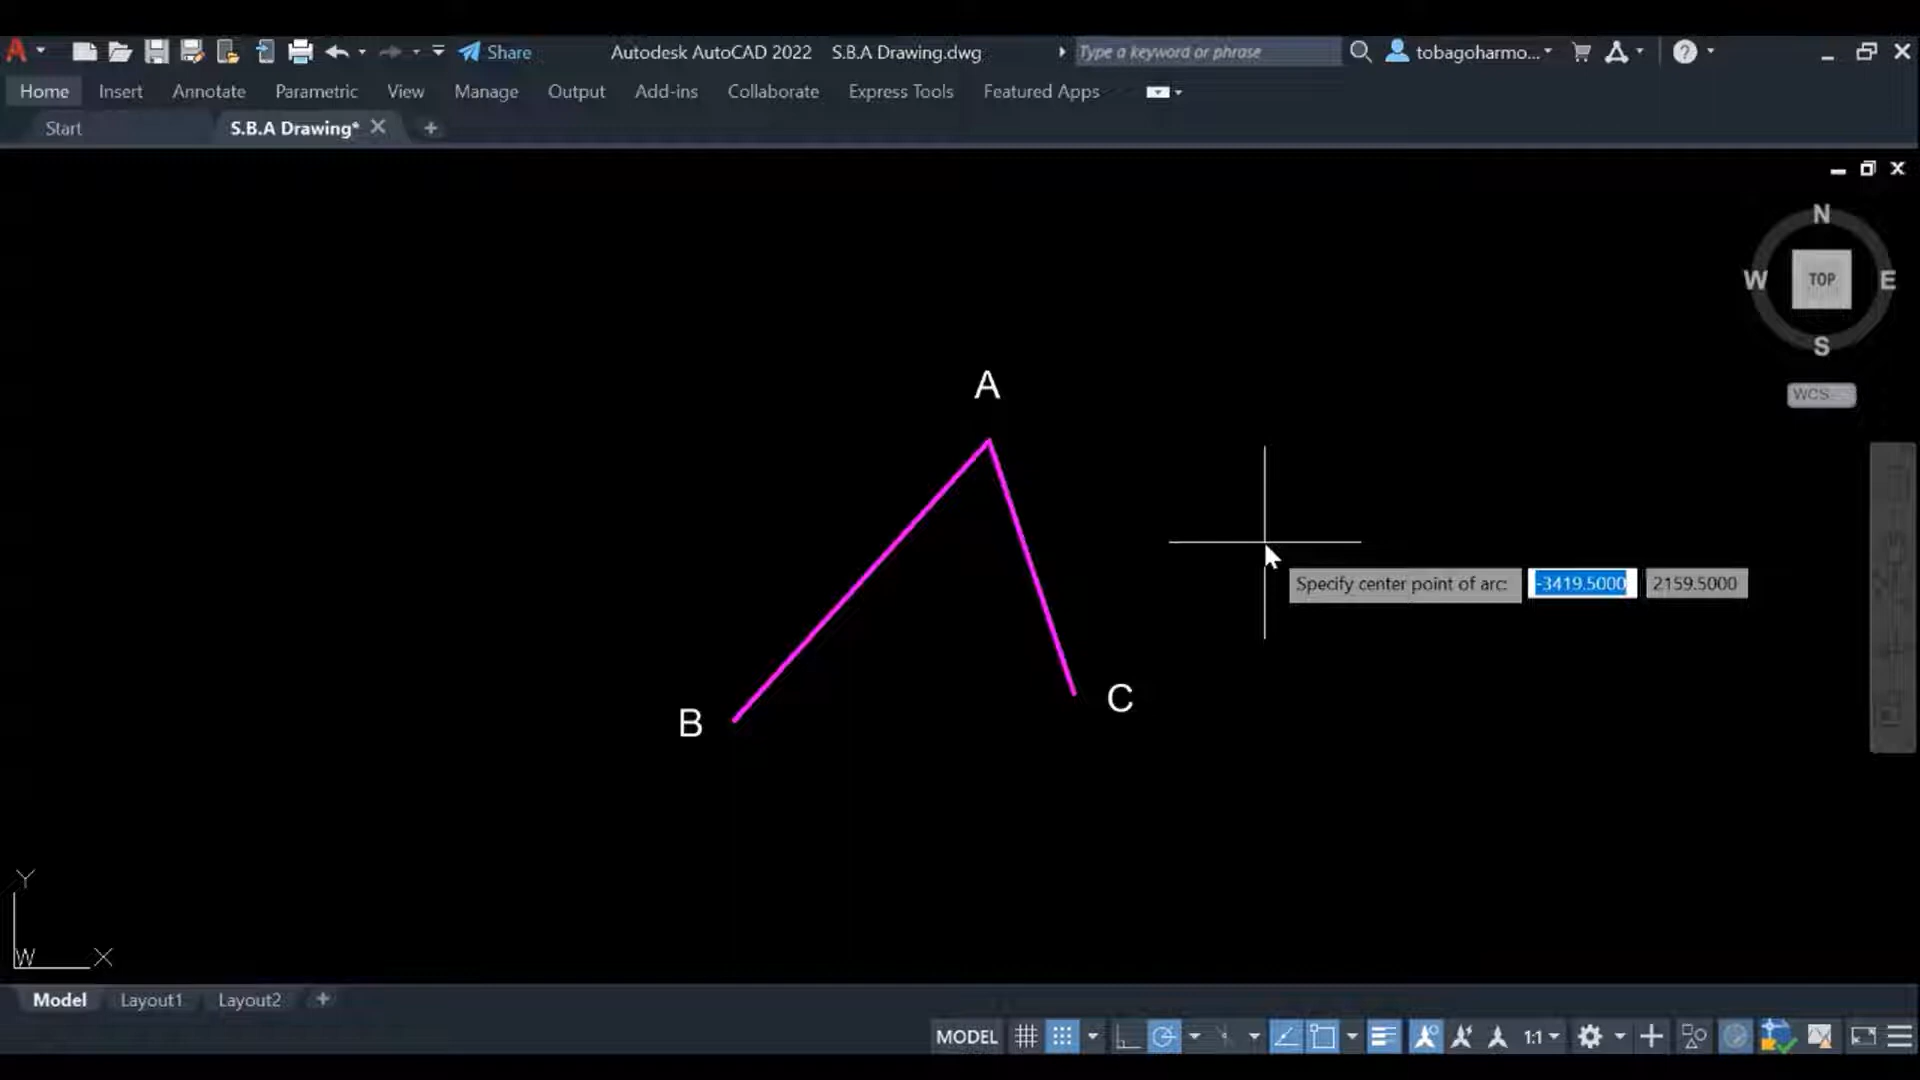 A Share Autodesk AutoCAD 2022 S.B.A Drawing.dwg Type a keyword or phrase tobagoharmo... ?
Home Insert Annotate Parametric View Manage Output Add-ins Collaborate Express Tools Featured Apps
Start S.B.A Drawing* +
N
W TOP E
S
WCS
A
Specify center point of arc: -3419.5000 2159.5000
B
C
Y
W X
Model Layout1 Layout2 +
MODEL 1:1